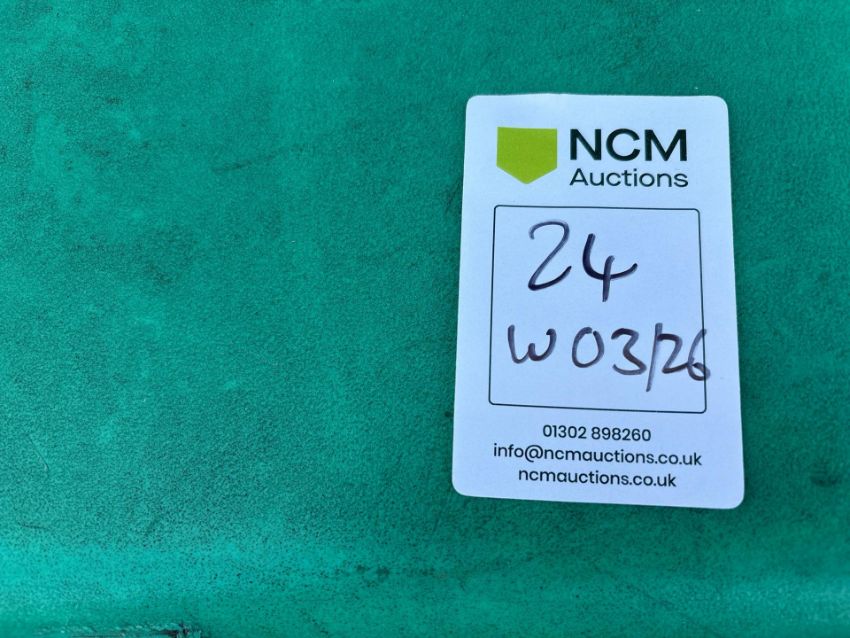 NCM
Auctions
24
W03/26
01302 898260
info@ncmauctions.co.uk
ncmauctions.co.uk